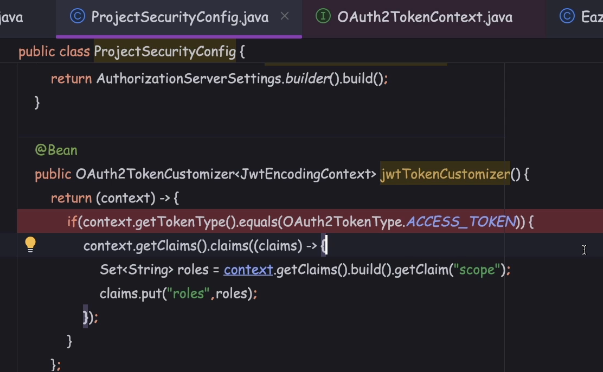 java
ProjectSecurityConfig.java
OAuth2TokenContext.java
Eaz
public class ProjectSecurityConfig {
return AuthorizationServerSettings.builder().build();
}
@Bean
public OAuth2TokenCustomizer<JwtEncodingContext> jwtTokenCustomizer() {
return (context) -> {
if(context.getTokenType().equals(OAuth2TokenType.ACCESS_TOKEN)) {
context.getClaims().claims((claims) -> {
Set<String> roles = context.getClaims().build().getClaim("scope");
claims.put("roles",roles);
});
}
};